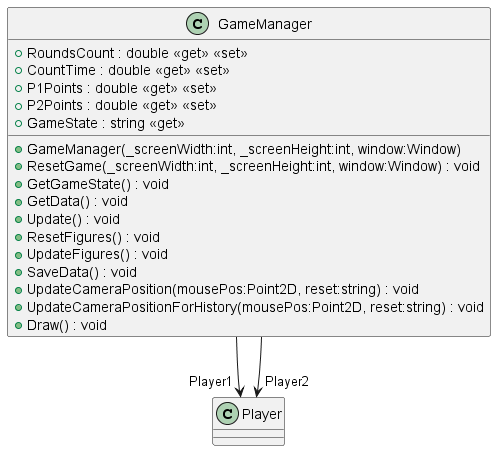 C GameManager
RoundsCount : double «get» «set»
CountTime : double «get» «set»
P1Points : double «get» «set»
P2Points : double «get» «set»
GameState : string «get»
GameManager(_screenWidth:int, _screenHeight:int, window:Window)
ResetGame(_screenWidth:int, _screenHeight:int, window:Window) : void
GetGameState() : void
GetData() : void
Update() : void
ResetFigures() : void
UpdateFigures() : void
SaveData() : void
UpdateCameraPosition(mousePos:Point2D, reset:string) : void
UpdateCameraPositionForHistory(mousePos:Point2D, reset:string) : void
Draw() : void
Player1 Player2
C Player